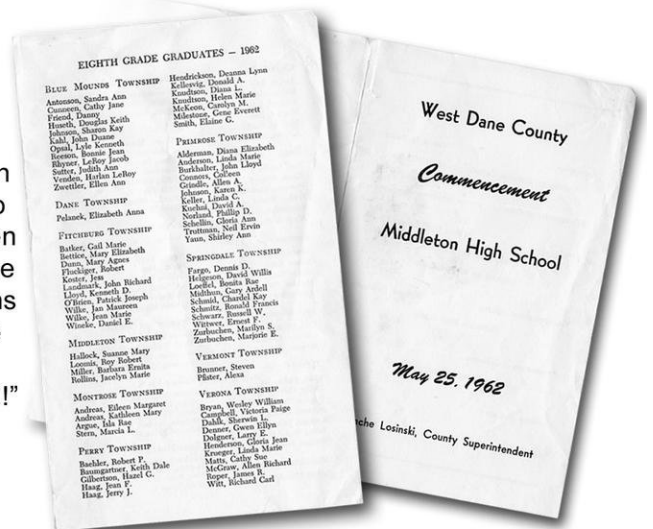 n
o
en
e
ns
!”
EIGHTH GRADE GRADUATES – 1962
BLUE MOUNDS TOWNSHIP
Antonson, Sandra Ann
Cunneen, Cathy Jane
Friend, Danny
Huseth, Douglas Keith
Johnson, Sharon Kay
Kahl, John Duane
Opsal, Lyle Kenneth
Reeson, Bonnie Jean
Rhyner, LeRoy Jacob
Sutter, Judith Ann
Venden, Harlan LeRoy
Zwettler, Ellen Ann
DANE TOWNSHIP
Pelanek, Elizabeth Anna
FITCHBURG TOWNSHIP
Batker, Gail Marie
Bettice, Mary Elizabeth
Dunn, Mary Agnes
Fluckiger, Robert
Koster, Jess
Landmark, John Richard
Lloyd, Kenneth D.
O'Brien, Patrick Joseph
Wilke, Jan Maureen
Wilke, Jean Marie
Wineke, Daniel E.
MIDDLETON TOWNSHIP
Hallock, Suanne Mary
Loomis, Roy Robert
Miller, Barbara Ernita
Rollins, Jacelyn Marie
MONTROSE TOWNSHIP
Andreas, Eileen Margaret
Andreas, Kathleen Mary
Argue, Isla Rae
Stern, Marcia L.
PERRY TOWNSHIP
Baehler, Robert P.
Baumgartner, Keith Dale
Gilbertson, Hazel G.
Haag, Jean F.
Haag, Jerry J.
Hendrickson, Deanna Lynn
Kellesvig, Donald A.
Knudtson, Diana L.
Knudtson, Helen Marie
McKeon, Carolyn M.
Milestone, Gene Everett
Smith, Elaine G.
PRIMROSE TOWNSHIP
Alderman, Diana Elizabeth
Anderson, Linda Marie
Burkhalter, John Lloyd
Connors, Colleen
Grindle, Allen A.
Johnson, Karen K.
Keller, Linda C.
David A.
Norland, Phillip D.
Schellin, Gloria Ann
Truttman, Neil Ervin
Yaun, Shirley Ann
SPRINGDALE TOWNSHIP
Fargo, Dennis D.
Helgeson, David Willis
Loeffel, Bonita Rae
Midthun, Gary Ardell
Schmid, Chardel Kay
Schmitz, Ronald Francis
Schwarz, Russell W.
Wittwer, Ernest F.
Zurbuchen, Marilyn S.
Zurbuchen, Marjorie E.
VERMONT TOWNSHIP
Brunner, Steven
Pfister, Alexa
VERONA TOWNSHIP
Bryan, Wesley William
Campbell, Victoria Paige
Dahlk, Sherwin L.
Denner, Gwen Ellyn
Dolgner, Larry E.
Henderson, Gloria Jean
Krueger, Linda Marie
Matts, Cathy Sue
McGraw, Allen Richard
Roper, James R.
Witt, Richard Carl
West Dane County
Commencement
Middleton High School
May 25, 1962
che Losinski, County Superintendent